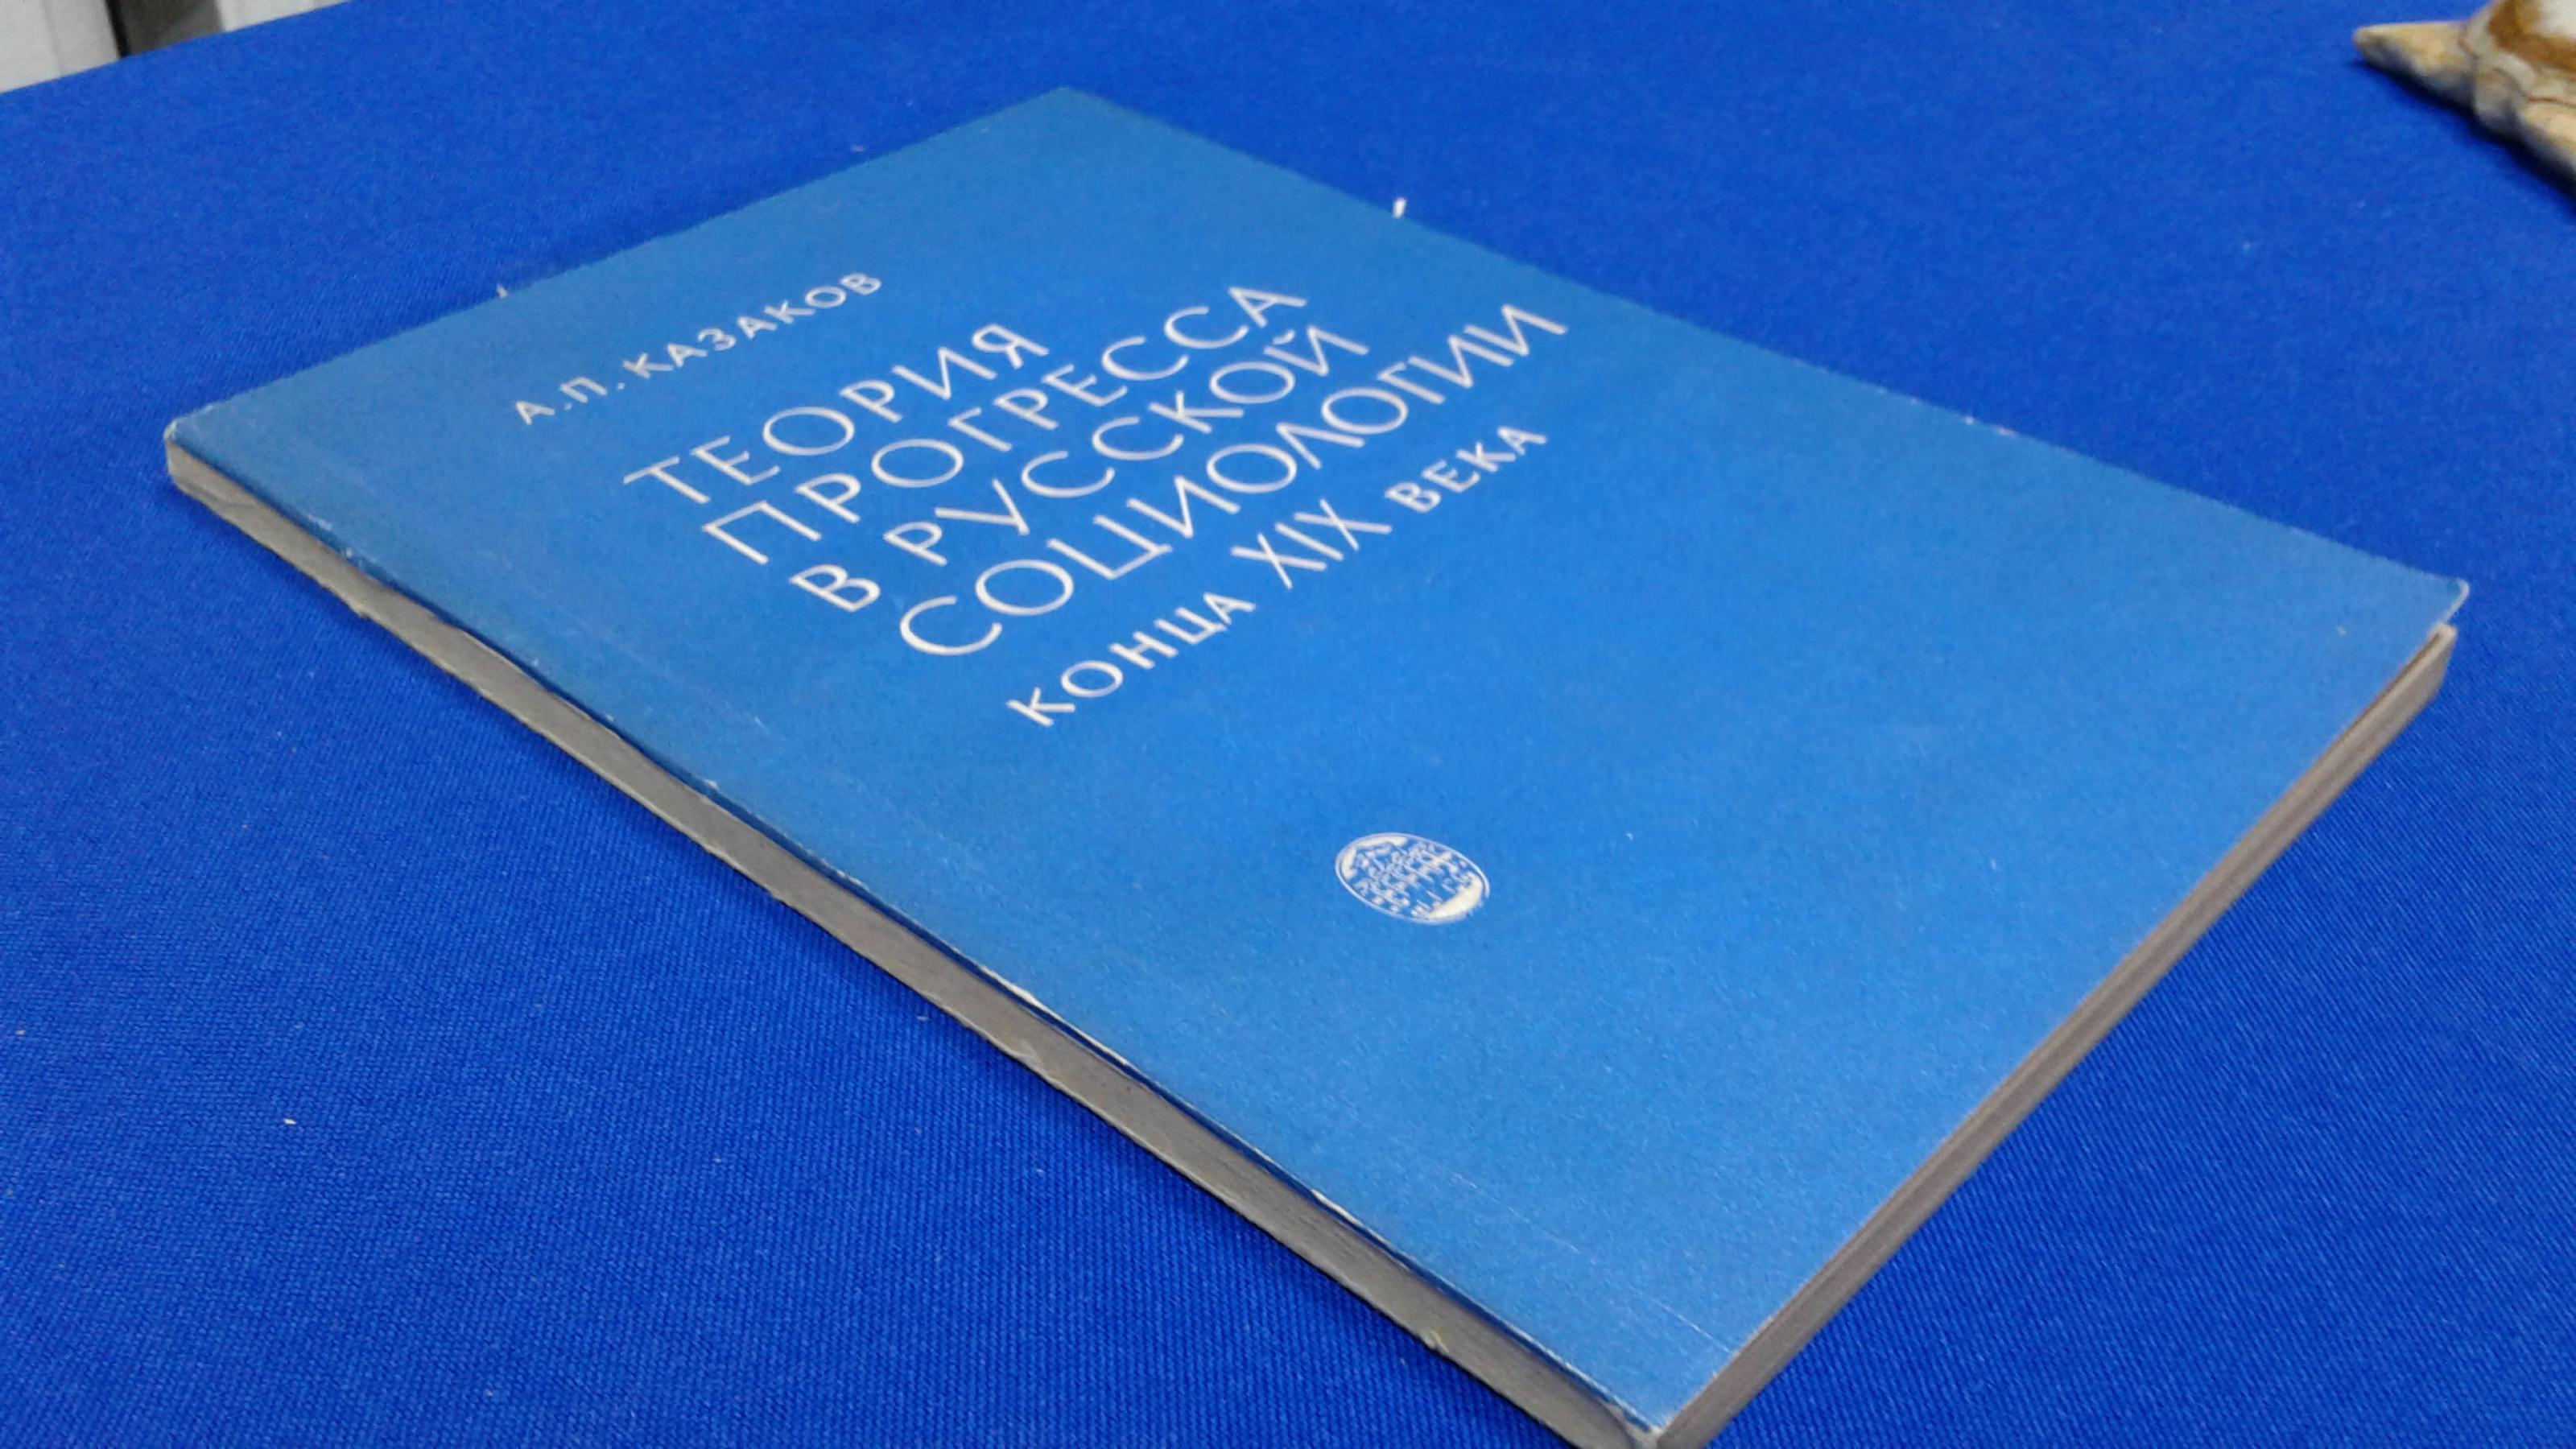 А.П. КАЗАКОВ
ТЕОРИЯ
ПРОГРЕССА
В РУССКОЙ
СОЦИОЛОГИИ
КОНЦА XIX ВЕКА